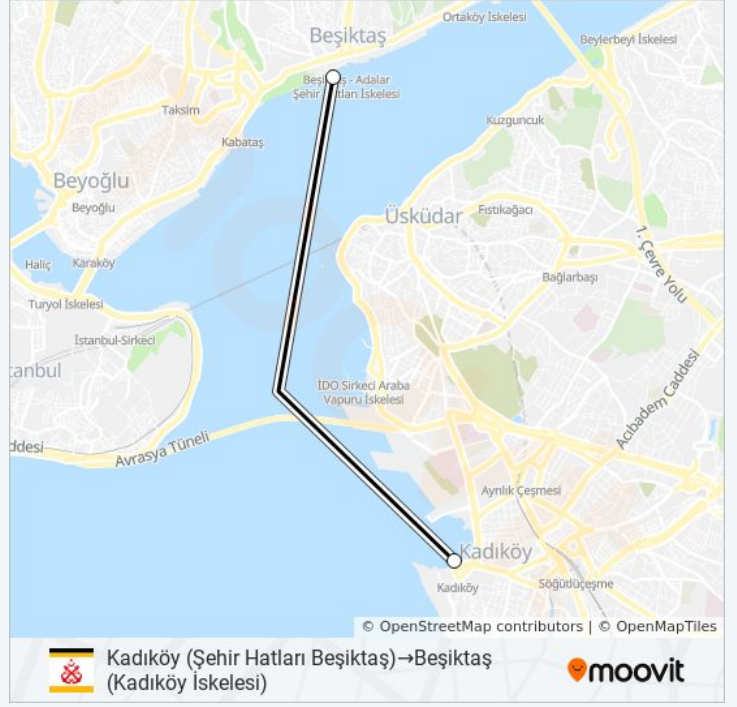 Ortaköy İskelesi
Beşiktaş
Beylerbeyi İskelesi
Beşiktaş - Adalar
Şehir Hatları İskelesi
Taksim
Kuzguncuk
Kabataş
Beyoğlu
Beyoğlu
Üsküdar
Fıstıkağacı
1. Çevre Yolu
Haliç
Karaköy
Bağlarbaşı
Turyol İskelesi
İstanbul-Sirkeci
tanbul
İDO Sirkeci Araba
Vapuru İskelesi
Acıbadem Caddesi
ddesi
Avrasya Tüneli
Ayrılık Çeşmesi
Kadıköy
Kadıköy
Söğütlüçeşme
© OpenStreetMap contributors | © OpenMapTiles
Kadıköy (Şehir Hatları Beşiktaş)→Beşiktaş
(Kadıköy İskelesi)
moovit